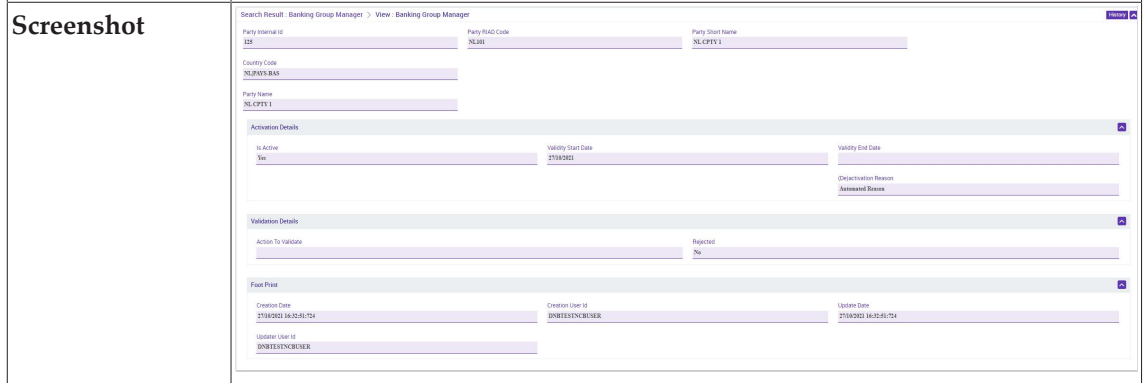 Screenshot
Search Result : Banking Group Manager > View : Banking Group Manager
History
Party Internal Id Party RIAD Code Party Short Name
125 NL101 NL CPTY 1
Country Code
NL|PAYS-BAS
Party Name
NL CPTY 1
Activation Details
Is Active Validity Start Date Validity End Date
Yes 27/10/2021
(De)activation Reason
Automated Reason
Validation Details
Action To Validate Rejected
No
Foot Print
Creation Date Creation User Id Update Date
27/10/2021 16:32:51:724 DNBTESTNCBUSER 27/10/2021 16:32:51:724
Updater User Id
DNBTESTNCBUSER